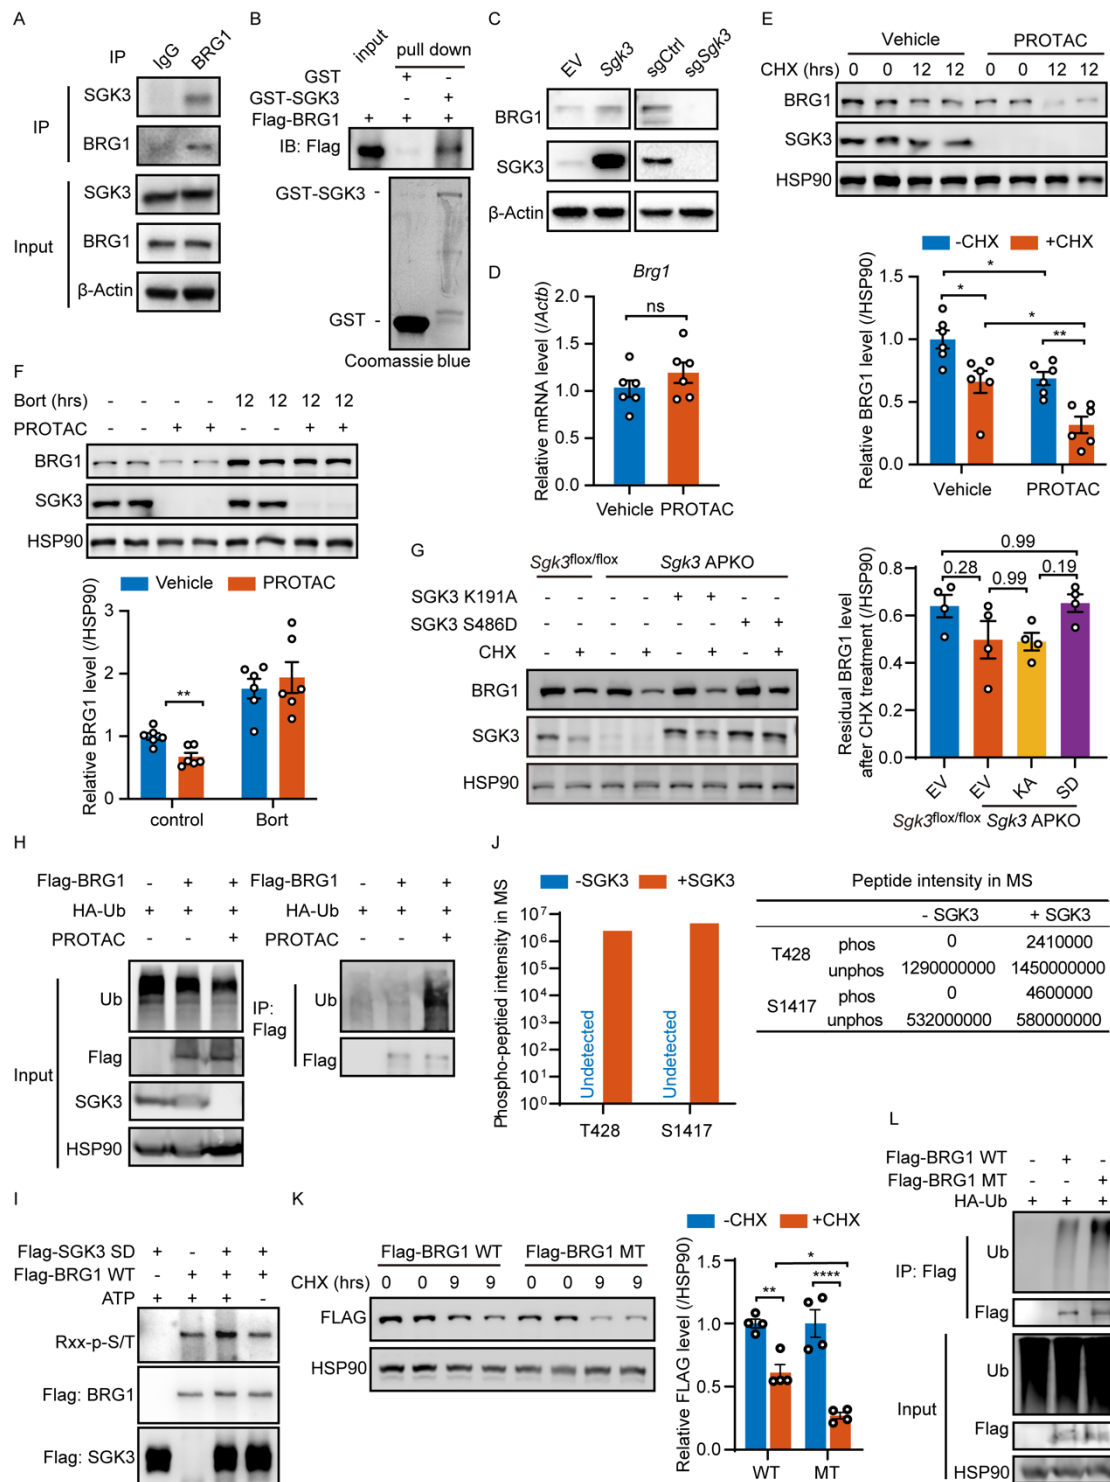 A
IP
IgG
BRG1
SGK3
IP
BRG1
SGK3
Input
BRG1
β-Actin
B
input
pull down
GST
+ -
GST-SGK3
- +
Flag-BRG1 + + +
IB: Flag
GST-SGK3 -
GST -
Coomassie blue
C
EV Sgk3 sgCtrl sgSgk3
BRG1
SGK3
β-Actin
D
Brg1
Relative mRNA level (/Actb)
2.0
1.5
1.0
0.5
0.0
ns
Vehicle PROTAC
E
Vehicle PROTAC
CHX (hrs) 0 0 12 12 0 0 12 12
BRG1
SGK3
HSP90
-CHX +CHX
Relative BRG1 level (/HSP90)
1.5
1.0
0.5
0.0
*
*
*
**
Vehicle PROTAC
F
Bort (hrs) - - - - 12 12 12 12
PROTAC - - + + - - + +
BRG1
SGK3
HSP90
Vehicle PROTAC
Relative BRG1 level (/HSP90)
3
2
1
0
**
control Bort
G
Sgk3flox/flox Sgk3 APKO
SGK3 K191A - - - - + + - -
SGK3 S486D - - - - - - + +
CHX - + - + - + - +
BRG1
SGK3
HSP90
Residual BRG1 level
after CHX treatment (/HSP90)
0.8
0.6
0.4
0.2
0.0
0.99
0.28
0.99
0.19
EV EV KA SD
Sgk3flox/flox Sgk3 APKO
H
Flag-BRG1 - + +
HA-Ub + + +
PROTAC - - +
Ub
Flag
Input
SGK3
HSP90
Flag-BRG1 - + +
HA-Ub + + +
PROTAC - - +
Ub
IP:
Flag
Flag
J
-SGK3 +SGK3
Phospho-peptied intensity in MS
10⁷
10⁶
10⁵
10⁴
10³
10²
10¹
10⁰
Undetected
Undetected
T428 S1417
Peptide intensity in MS
- SGK3 + SGK3
T428 phos 0 2410000
unphos 1290000000 1450000000
S1417 phos 0 4600000
unphos 532000000 580000000
I
Flag-SGK3 SD + - + +
Flag-BRG1 WT - + + +
ATP + + + -
Rxx-p-S/T
Flag: BRG1
Flag: SGK3
K
Flag-BRG1 WT Flag-BRG1 MT
CHX (hrs) 0 0 9 9 0 0 9 9
FLAG
HSP90
-CHX +CHX
Relative FLAG level (/HSP90)
1.5
1.0
0.5
0.0
*
**
****
WT MT
L
Flag-BRG1 WT - + -
Flag-BRG1 MT - - +
HA-Ub + + +
Ub
IP: Flag
Flag
Ub
Input
Flag
HSP90